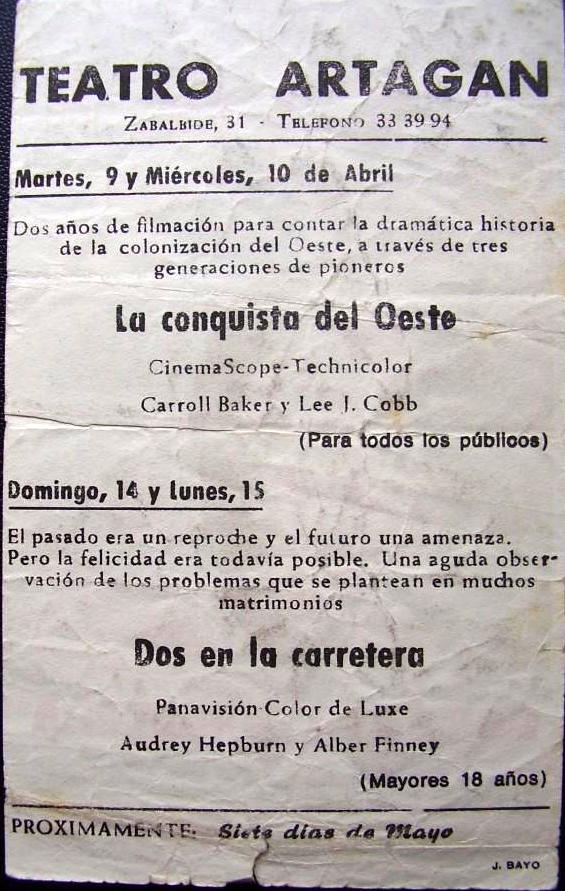 TEATRO ARTAGAN
ZABALBIDE, 31 - TELEFONO 33 39 94
Martes, 9 y Miércoles, 10 de Abril
Dos años de filmación para contar la dramática historia
de la colonización del Oeste, a través de tres
generaciones de pioneros
La conquista del Oeste
CinemaScope-Technicolor
Carroll Baker y Lee J. Cobb
(Para todos los públicos)
Domingo, 14 y Lunes, 15
El pasado era un reproche y el futuro una amenaza.
Pero la felicidad era todavía posible. Una aguda obser-
vación de los problemas que se plantean en muchos
matrimonios
Dos en la carretera
Panavisión-Color de Luxe
Audrey Hepburn y Alber Finney
(Mayores 18 años)
PROXIMAMENTE: Siete días de Mayo
J. BAYO